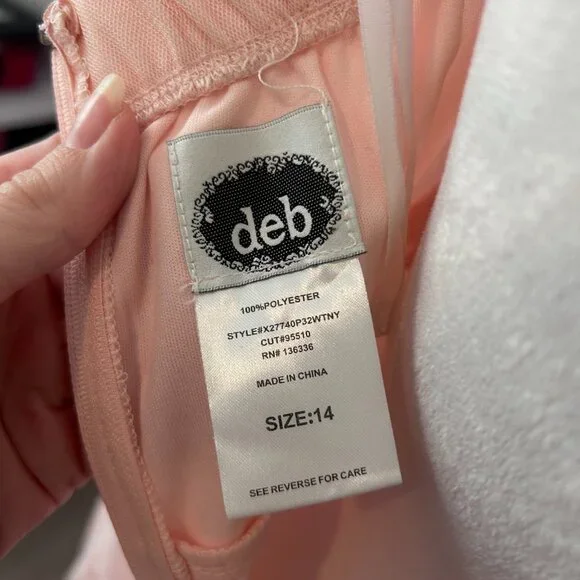 deb
100%POLYESTER
STYLE#X27740P32WTNY
CUT#95510
RN# 136336
MADE IN CHINA
SIZE:14
SEE REVERSE FOR CARE